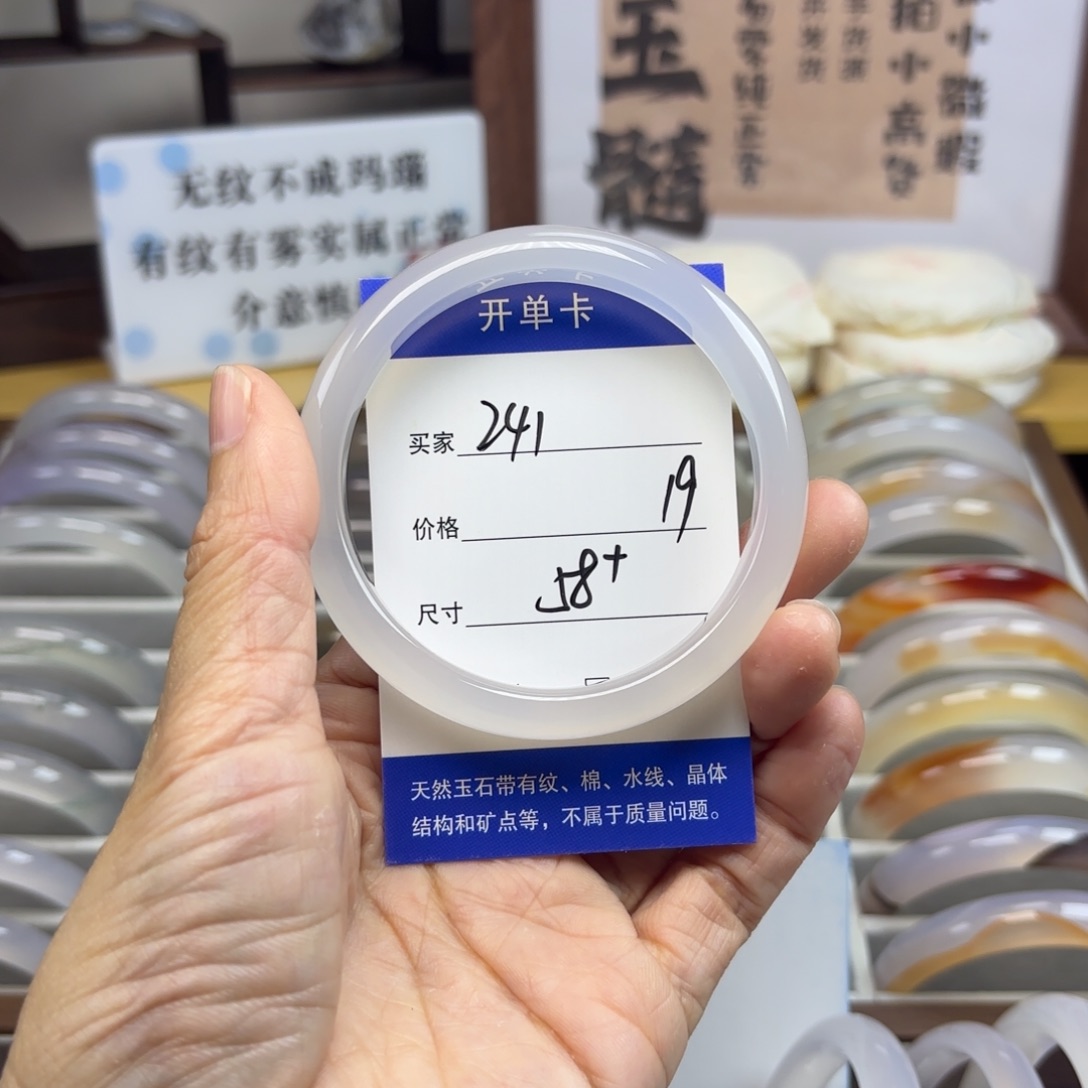 无纹不成玛瑙
有纹有雾实属正常
介意慎
玉髓
开单卡
买家 241
价格 19
尺寸 58+
天然玉石带有纹、棉、水线、晶体
结构和矿点等，不属于质量问题。